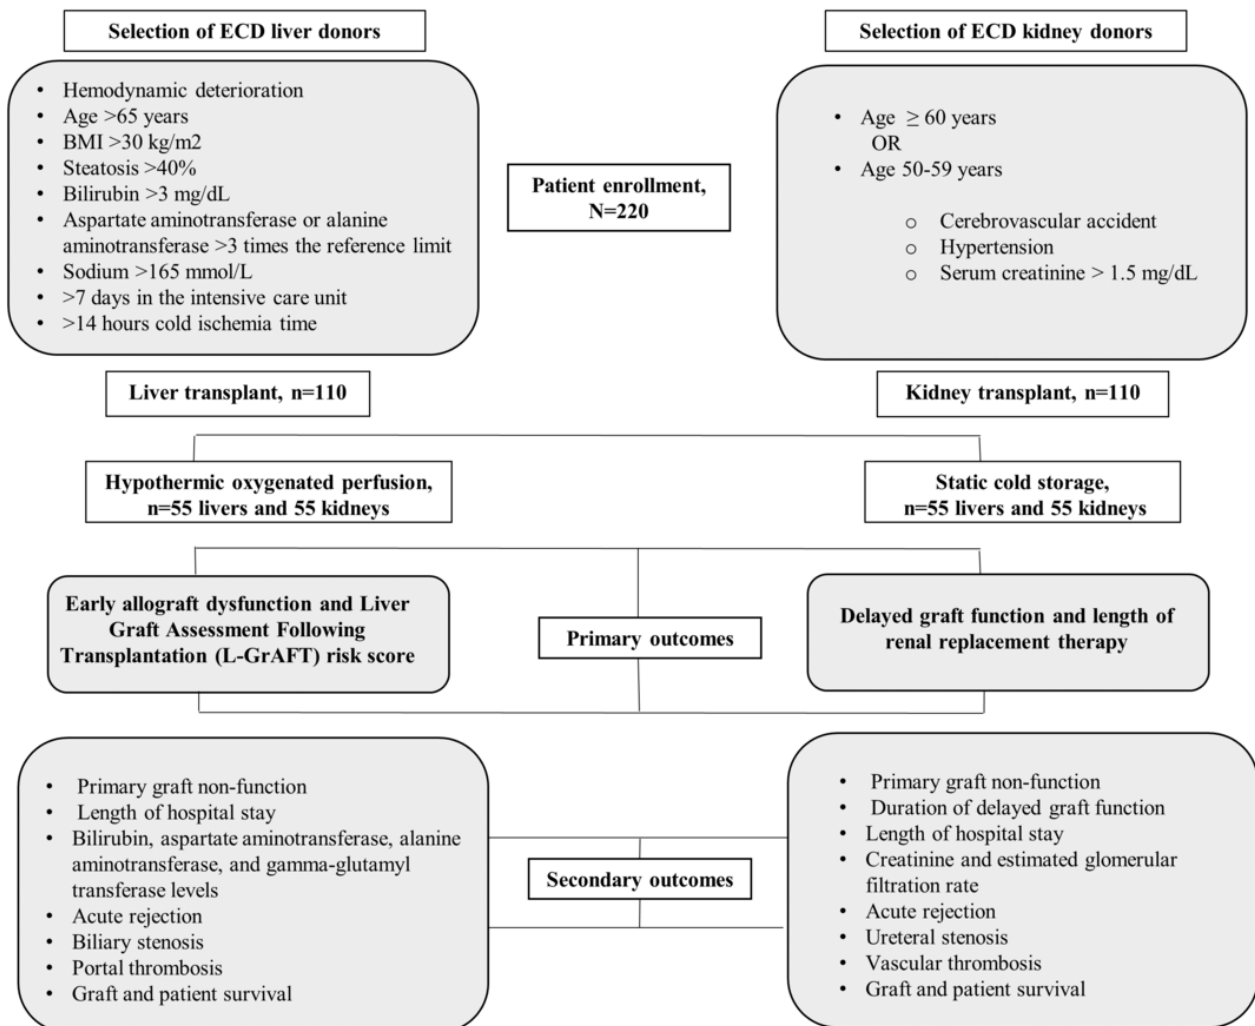 Selection of ECD liver donors
Selection of ECD kidney donors
• Hemodynamic deterioration
• Age >65 years
• BMI >30 kg/m2
• Steatosis >40%
• Bilirubin >3 mg/dL
• Aspartate aminotransferase or alanine
aminotransferase >3 times the reference limit
• Sodium >165 mmol/L
• >7 days in the intensive care unit
• >14 hours cold ischemia time
Patient enrollment,
N=220
• Age ≥ 60 years
OR
• Age 50-59 years
o Cerebrovascular accident
o Hypertension
o Serum creatinine > 1.5 mg/dL
Liver transplant, n=110
Kidney transplant, n=110
Hypothermic oxygenated perfusion,
n=55 livers and 55 kidneys
Static cold storage,
n=55 livers and 55 kidneys
Early allograft dysfunction and Liver
Graft Assessment Following
Transplantation (L-GrAFT) risk score
Primary outcomes
Delayed graft function and length of
renal replacement therapy
• Primary graft non-function
• Length of hospital stay
• Bilirubin, aspartate aminotransferase, alanine
aminotransferase, and gamma-glutamyl
transferase levels
• Acute rejection
• Biliary stenosis
• Portal thrombosis
• Graft and patient survival
Secondary outcomes
• Primary graft non-function
• Duration of delayed graft function
• Length of hospital stay
• Creatinine and estimated glomerular
filtration rate
• Acute rejection
• Ureteral stenosis
• Vascular thrombosis
• Graft and patient survival